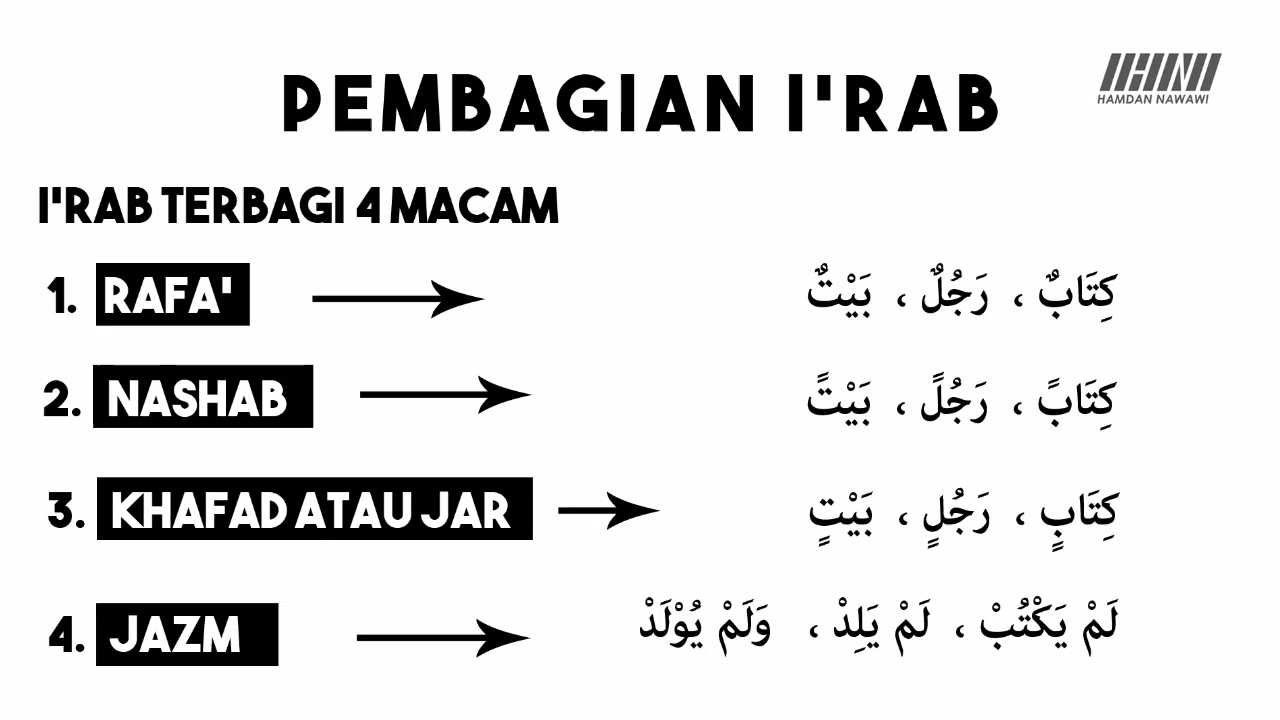 HAMDAN NAWAWI
PEMBAGIAN I'RAB
I'RAB TERBAGI 4 MACAM
1. RAFA' كِتَابٌ ، رَجُلٌ ، بَيْتٌ
2. NASHAB كِتَابً ، رَجُلً ، بَيْتً
3. KHAFAD ATAU JAR كِتَابٍ ، رَجُلٍ ، بَيْتٍ
4. JAZM لَمْ يَكْتُبْ ، لَمْ يَلِدْ ، وَلَمْ يُوْلَدْ